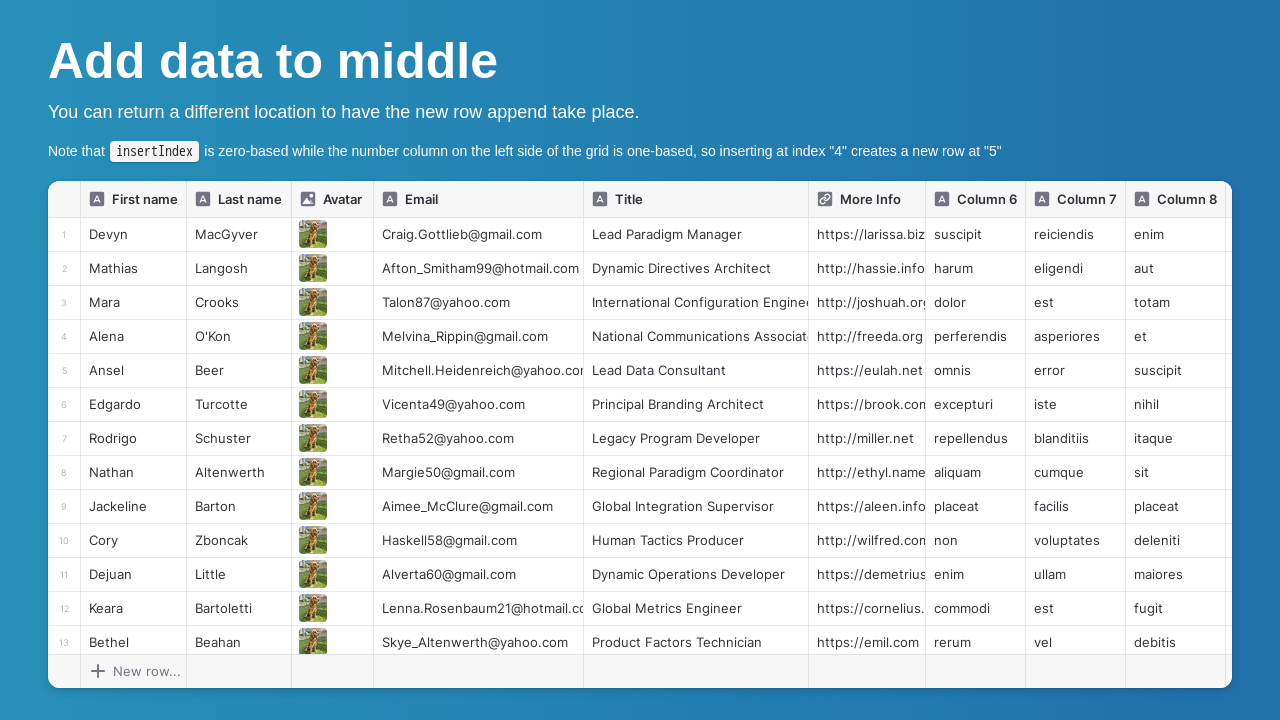 Add data to middle
You can return a different location to have the new row append take place.
Note that insertIndex is zero-based while the number column on the left side of the grid is one-based, so inserting at index "4" creates a new row at "5"
First name Last name Avatar Email Title More Info Column 6 Column 7 Column 8
1 Devyn MacGyver Craig.Gottlieb@gmail.com Lead Paradigm Manager https://larissa.biz suscipit reiciendis enim
2 Mathias Langosh Afton_Smitham99@hotmail.com Dynamic Directives Architect http://hassie.info harum eligendi aut
3 Mara Crooks Talon87@yahoo.com International Configuration Enginee http://joshuah.org dolor est totam
4 Alena O'Kon Melvina_Rippin@gmail.com National Communications Associat http://freeda.org perferendis asperiores et
5 Ansel Beer Mitchell.Heidenreich@yahoo.com Lead Data Consultant https://eulah.net omnis error suscipit
6 Edgardo Turcotte Vicenta49@yahoo.com Principal Branding Architect https://brook.com excepturi iste nihil
7 Rodrigo Schuster Retha52@yahoo.com Legacy Program Developer http://miller.net repellendus blanditiis itaque
8 Nathan Altenwerth Margie50@gmail.com Regional Paradigm Coordinator http://ethyl.name aliquam cumque sit
9 Jackeline Barton Aimee_McClure@gmail.com Global Integration Supervisor https://aleen.info placeat facilis placeat
10 Cory Zboncak Haskell58@gmail.com Human Tactics Producer http://wilfred.com non voluptates deleniti
11 Dejuan Little Alverta60@gmail.com Dynamic Operations Developer https://demetrius enim ullam maiores
12 Keara Bartoletti Lenna.Rosenbaum21@hotmail.co Global Metrics Engineer https://cornelius. commodi est fugit
13 Bethel Beahan Skye_Altenwerth@yahoo.com Product Factors Technician https://emil.com rerum vel debitis
New row...